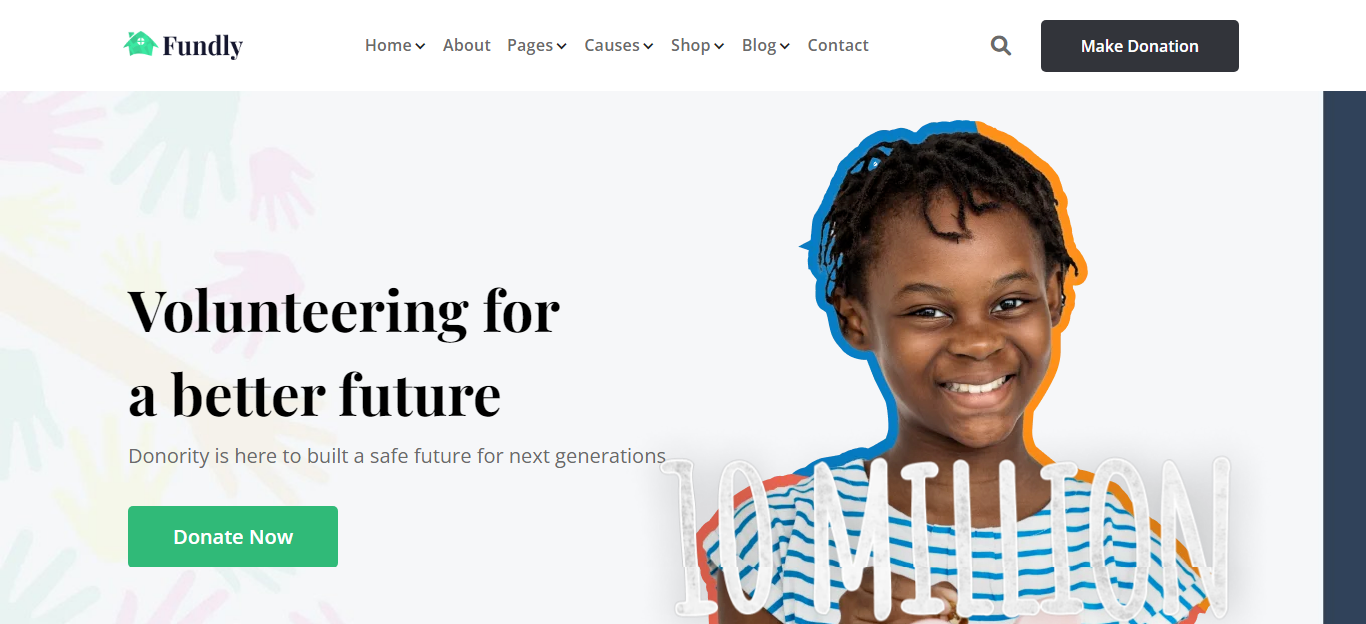 Fundly
Home About Pages Causes Shop Blog Contact
Make Donation
Volunteering for
a better future
Donority is here to built a safe future for next generations
Donate Now
10 MILLION